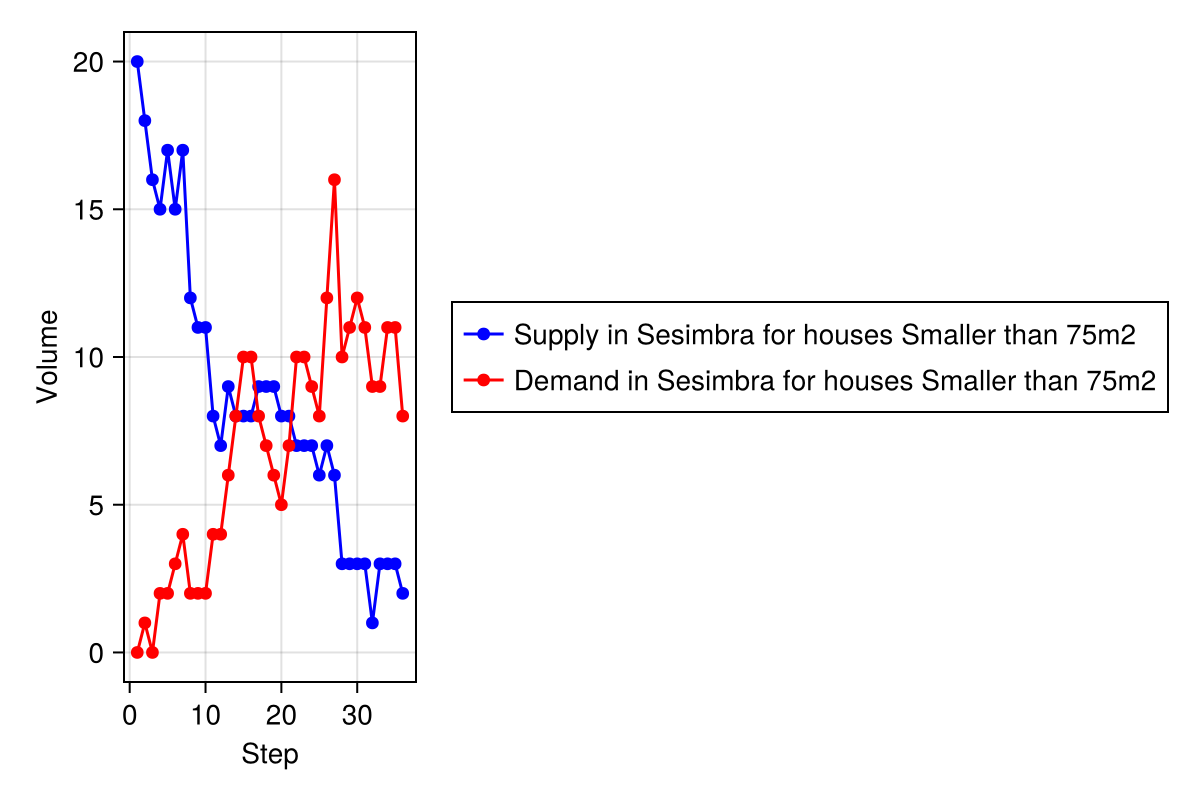 20
15
10
5
0
Volume
0 10 20 30
Step
Supply in Sesimbra for houses Smaller than 75m2
Demand in Sesimbra for houses Smaller than 75m2